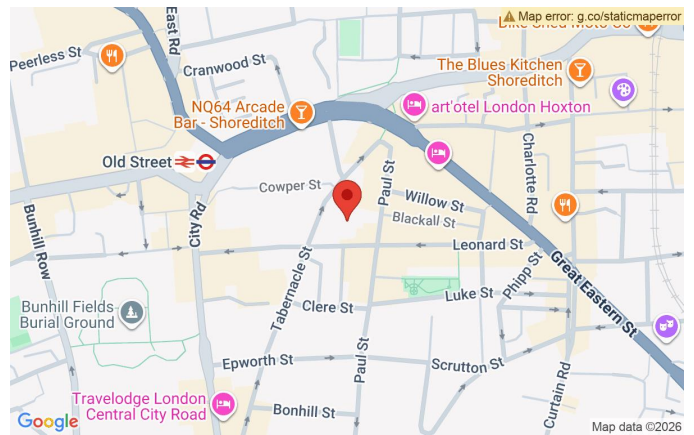 Map error: g.co/staticmaperror
East Rd
Peerless St
Cranwood St
The Blues Kitchen
Shoreditch
NQ64 Arcade
Bar - Shoreditch
art'otel London Hoxton
Old Street
Charlotte Rd
Paul St
Cowper St
Willow St
Blackall St
Bunhill Row
City Rd
Leonard St
Tabernacle St
Great Eastern St
Phipp St
Luke St
Clere St
Bunhill Fields
Burial Ground
Epworth St
Scrutton St
Paul St
Curtain Rd
Travelodge London
Central City Road
Bonhill St
Google
Map data ©2026